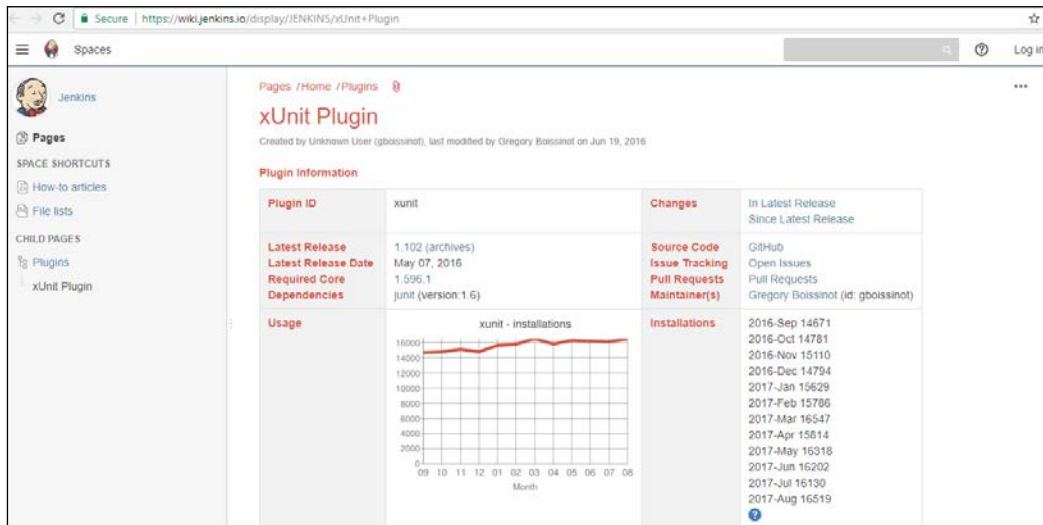 Secure | https://wiki.jenkins.io/display/JENKINS/xUnit+Plugin
Spaces
Log in
Jenkins
Pages
SPACE SHORTCUTS
How-to articles
File lists
CHILD PAGES
Plugins
xUnit Plugin
Pages /Home /Plugins
xUnit Plugin
Created by Unknown User (gboissinot), last modified by Gregory Boissinot on Jun 19, 2016
Plugin Information
Plugin ID xunit Changes In Latest Release
Since Latest Release
Latest Release 1.102 (archives) Source Code GitHub
Latest Release Date May 07, 2016 Issue Tracking Open Issues
Required Core 1.596.1 Pull Requests Pull Requests
Dependencies junit (version:1.6) Maintainer(s) Gregory Boissinot (id: gboissinot)
Usage
xunit - installations
16000
14000
12000
10000
8000
6000
4000
2000
0
09 10 11 12 01 02 03 04 05 06 07 08
Month
Installations
2016-Sep 14671
2016-Oct 14781
2016-Nov 15110
2016-Dec 14794
2017-Jan 15629
2017-Feb 15786
2017-Mar 16547
2017-Apr 15814
2017-May 16318
2017-Jun 16202
2017-Jul 16130
2017-Aug 16519
?